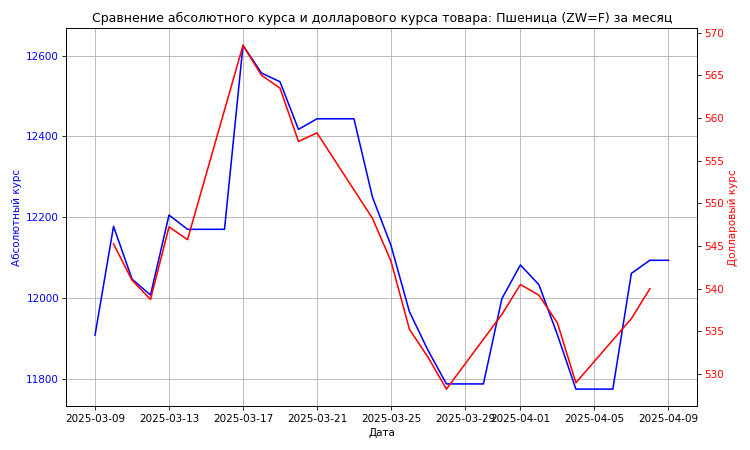 Сравнение абсолютного курса и долларового курса товара: Пшеница (ZW=F) за месяц
Абсолютный курс
12600
12400
12200
12000
11800
570
565
560
555
550
545
540
535
530
Долларовый курс
2025-03-09 2025-03-13 2025-03-17 2025-03-21 2025-03-25 2025-03-29 2025-04-01 2025-04-05 2025-04-09
Дата